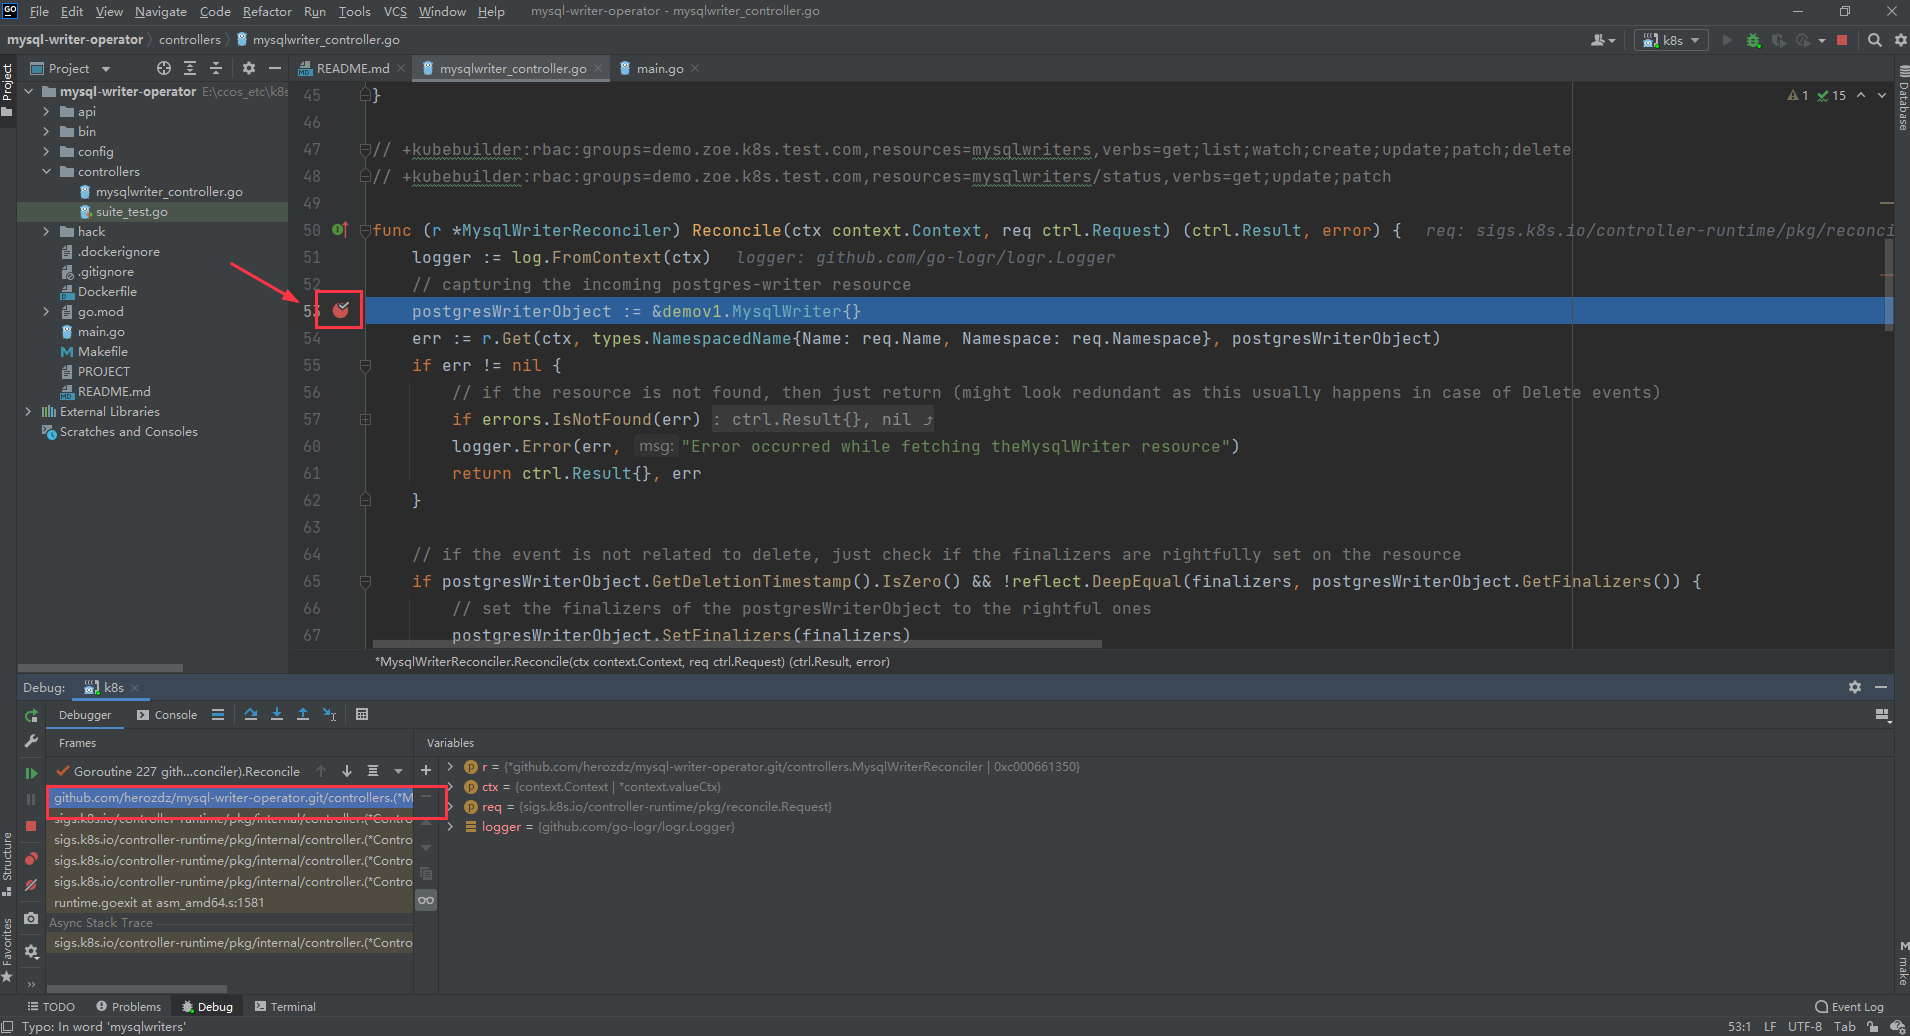 File Edit View Navigate Code Refactor Run Tools VCS Window Help mysql-writer-operator - mysqlwriter_controller.go
mysql-writer-operator controllers mysqlwriter_controller.go k8s
Project README.md mysqlwriter_controller.go main.go
Project
Database
mysql-writer-operator E:\ccos_etc\k8s
api
bin
config
controllers
mysqlwriter_controller.go
suite_test.go
hack
.dockerignore
.gitignore
Dockerfile
go.mod
main.go
Makefile
PROJECT
README.md
External Libraries
Scratches and Consoles
1 15
45 }
46
47 // +kubebuilder:rbac:groups=demo.zoe.k8s.test.com,resources=mysqlwriters,verbs=get;list;watch;create;update;patch;delete
48 // +kubebuilder:rbac:groups=demo.zoe.k8s.test.com,resources=mysqlwriters/status,verbs=get;update;patch
49
50 func (r *MysqlWriterReconciler) Reconcile(ctx context.Context, req ctrl.Request) (ctrl.Result, error) { req: sigs.k8s.io/controller-runtime/pkg/reconci
51 logger := log.FromContext(ctx) logger: github.com/go-logr/logr.Logger
52 // capturing the incoming postgres-writer resource
53 postgresWriterObject := &demov1.MysqlWriter{}
54 err := r.Get(ctx, types.NamespacedName{Name: req.Name, Namespace: req.Namespace}, postgresWriterObject)
55 if err != nil {
56 // if the resource is not found, then just return (might look redundant as this usually happens in case of Delete events)
57 if errors.IsNotFound(err) : ctrl.Result{}, nil
60 logger.Error(err, msg: "Error occurred while fetching theMysqlWriter resource")
61 return ctrl.Result{}, err
62 }
63
64 // if the event is not related to delete, just check if the finalizers are rightfully set on the resource
65 if postgresWriterObject.GetDeletionTimestamp().IsZero() && !reflect.DeepEqual(finalizers, postgresWriterObject.GetFinalizers()) {
66 // set the finalizers of the postgresWriterObject to the rightful ones
67 postgresWriterObject.SetFinalizers(finalizers)
*MysqlWriterReconciler.Reconcile(ctx context.Context, req ctrl.Request) (ctrl.Result, error)
Debug: k8s
Debugger Console
Frames Variables
Goroutine 227 gith...conciler).Reconcile
github.com/herozdz/mysql-writer-operator.git/controllers.(*M
sigs.k8s.io/controller-runtime/pkg/internal/controller.(*Contro
sigs.k8s.io/controller-runtime/pkg/internal/controller.(*Contro
sigs.k8s.io/controller-runtime/pkg/internal/controller.(*Contro
sigs.k8s.io/controller-runtime/pkg/internal/controller.(*Contro
runtime.goexit at asm_amd64.s:1581
Async Stack Trace
sigs.k8s.io/controller-runtime/pkg/internal/controller.(*Contro
r = {*github.com/herozdz/mysql-writer-operator.git/controllers.MysqlWriterReconciler | 0xc000661350}
ctx = {context.Context | *context.valueCtx}
req = {sigs.k8s.io/controller-runtime/pkg/reconcile.Request}
logger = {github.com/go-logr/logr.Logger}
Structure
Favorites
make
TODO Problems Debug Terminal Event Log
Typo: In word 'mysqlwriters' 53:1 LF UTF-8 Tab